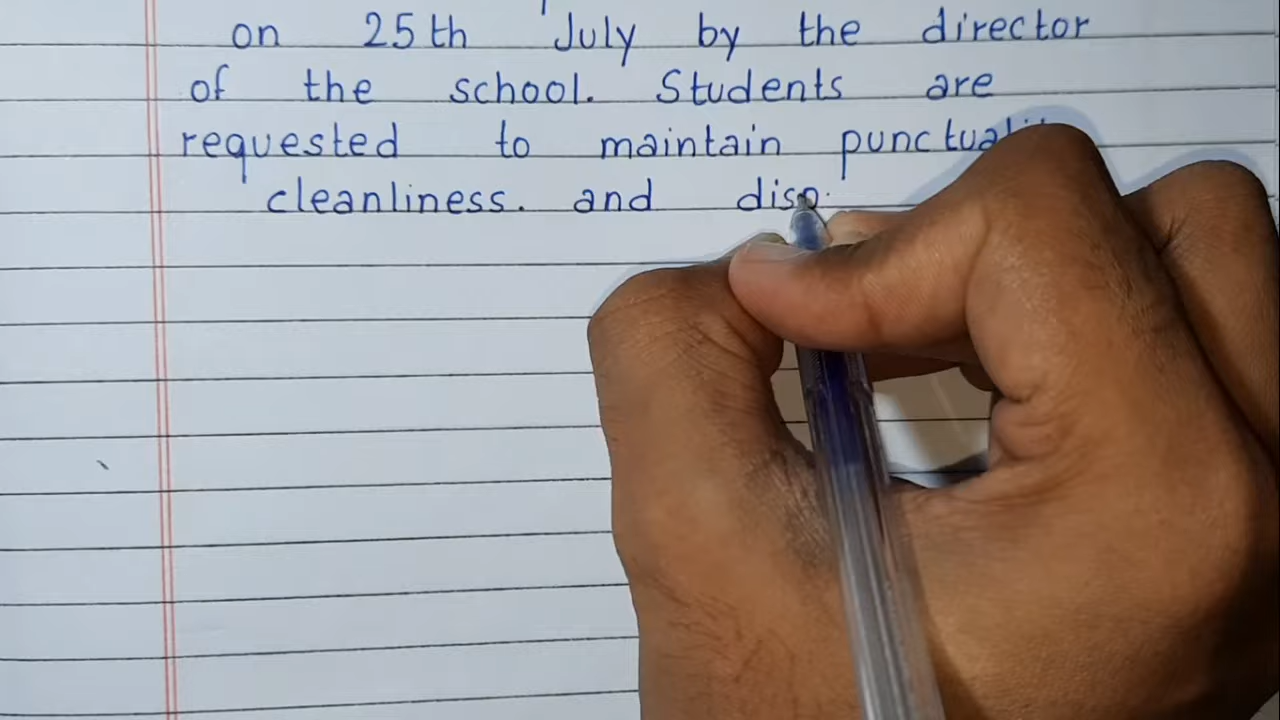 on 25th July by the director
of the school. Students are
requested to maintain
cleanliness. and